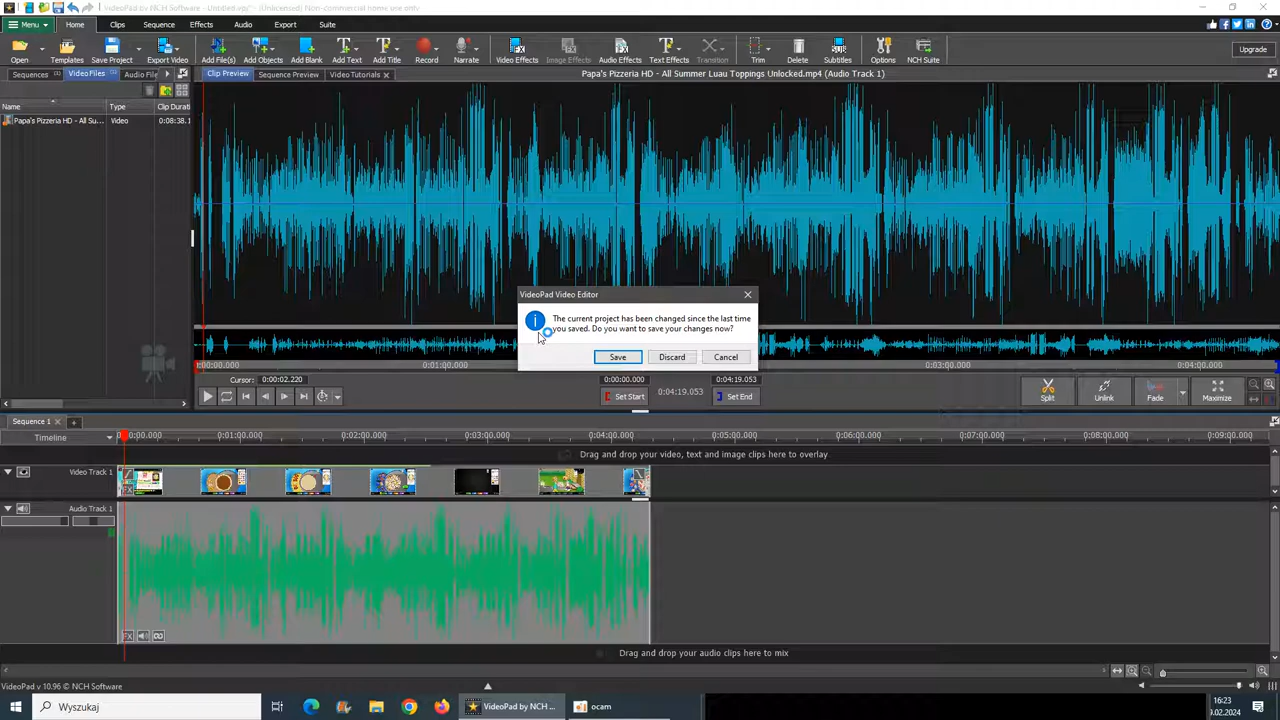 VideoPad by NCH Software - Untitled.vpj* - (Unlicensed) Non-commercial home use only
Menu Home Clips Sequence Effects Audio Export Suite
Open Templates Save Project Export Video Add File(s) Add Objects Add Blank Add Text Add Title Record Narrate Video Effects Image Effects Audio Effects Text Effects Transition Trim Delete Subtitles Options NCH Suite Upgrade
Sequences Video Files Audio File Clip Preview Sequence Preview Video Tutorials Papa's Pizzeria HD - All Summer Luau Toppings Unlocked.mp4 (Audio Track 1)
Name Type Clip Durati
Papa's Pizzeria HD - All Su... Video 0:08:38.1
VideoPad Video Editor
The current project has been changed since the last time
you saved. Do you want to save your changes now?
Save Discard Cancel
:00:00.000 0:01:00.000 0:03:00.000 0:04:00.000
Cursor: 0:00:02.220 0:00:00.000 0:04:19.053
Set Start 0:04:19.053 Set End Split Unlink Fade Maximize
Sequence 1
Timeline 0:01:00.000 0:02:00.000 0:03:00.000 0:04:00.000 0:05:00.000 0:06:00.000 0:07:00.000 0:08:00.000 0:09:00.000
Drag and drop your video, text and image clips here to overlay
Video Track 1
Audio Track 1
FX
Drag and drop your audio clips here to mix
VideoPad v 10.96 © NCH Software
Wyszukaj VideoPad by NCH ... ocam 16:23
.02.2024